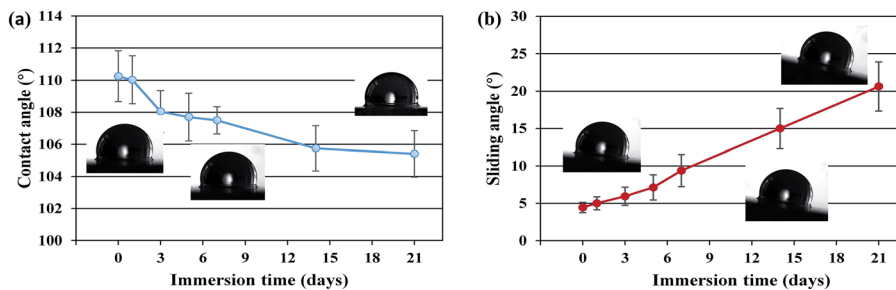 (a)
114
112
110
108
106
104
102
100
Contact angle (°)
0 3 6 9 12 15 18 21
Immersion time (days)
(b)
30
25
20
15
10
5
0
Sliding angle (°)
0 3 6 9 12 15 18 21
Immersion time (days)